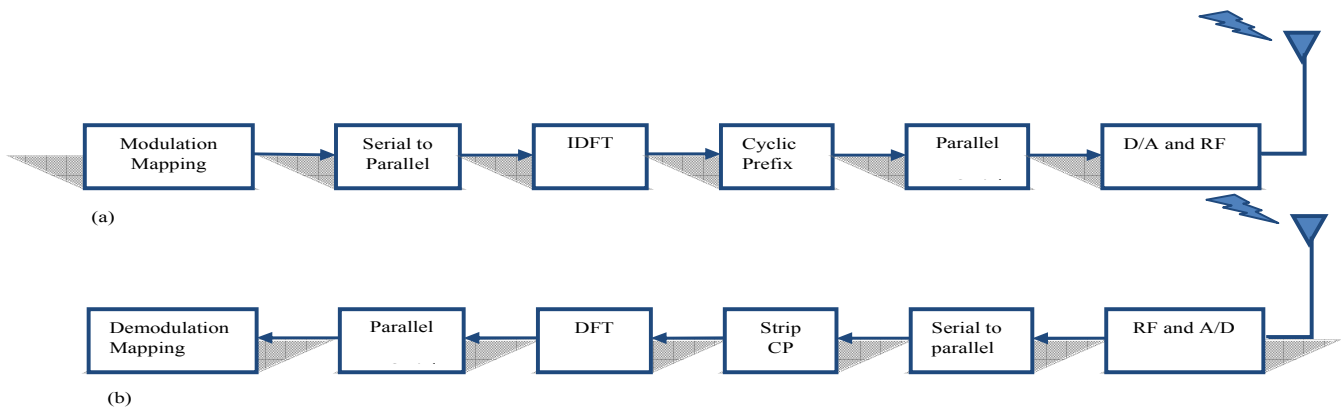 Modulation
Mapping
Serial to
Parallel
IDFT
Cyclic
Prefix
Parallel
D/A and RF
(a)
Demodulation
Mapping
Parallel
DFT
Strip
CP
Serial to
parallel
RF and A/D
(b)